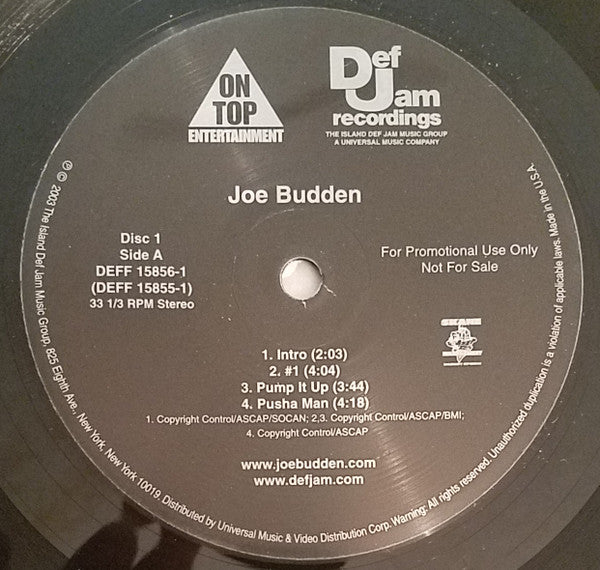 ON
TOP
ENTERTAINMENT
Def
Jam
recordings
THE ISLAND DEF JAM MUSIC GROUP
A UNIVERSAL MUSIC COMPANY
Joe Budden
Disc 1
Side A
DEFF 15856-1
(DEFF 15855-1)
33 1/3 RPM Stereo
For Promotional Use Only
Not For Sale
1. Intro (2:03)
2. #1 (4:04)
3. Pump It Up (3:44)
4. Pusha Man (4:18)
1. Copyright Control/ASCAP/SOCAN; 2,3. Copyright Control/ASCAP/BMI;
4. Copyright Control/ASCAP
www.joebudden.com
www.defjam.com
℗ © 2003 The Island Def Jam Music Group, 825 Eighth Ave., New York, New York 10019. Distributed by Universal Music & Video Distribution Corp. Warning: All rights reserved. Unauthorized duplication is a violation of applicable laws. Made in the U.S.A.